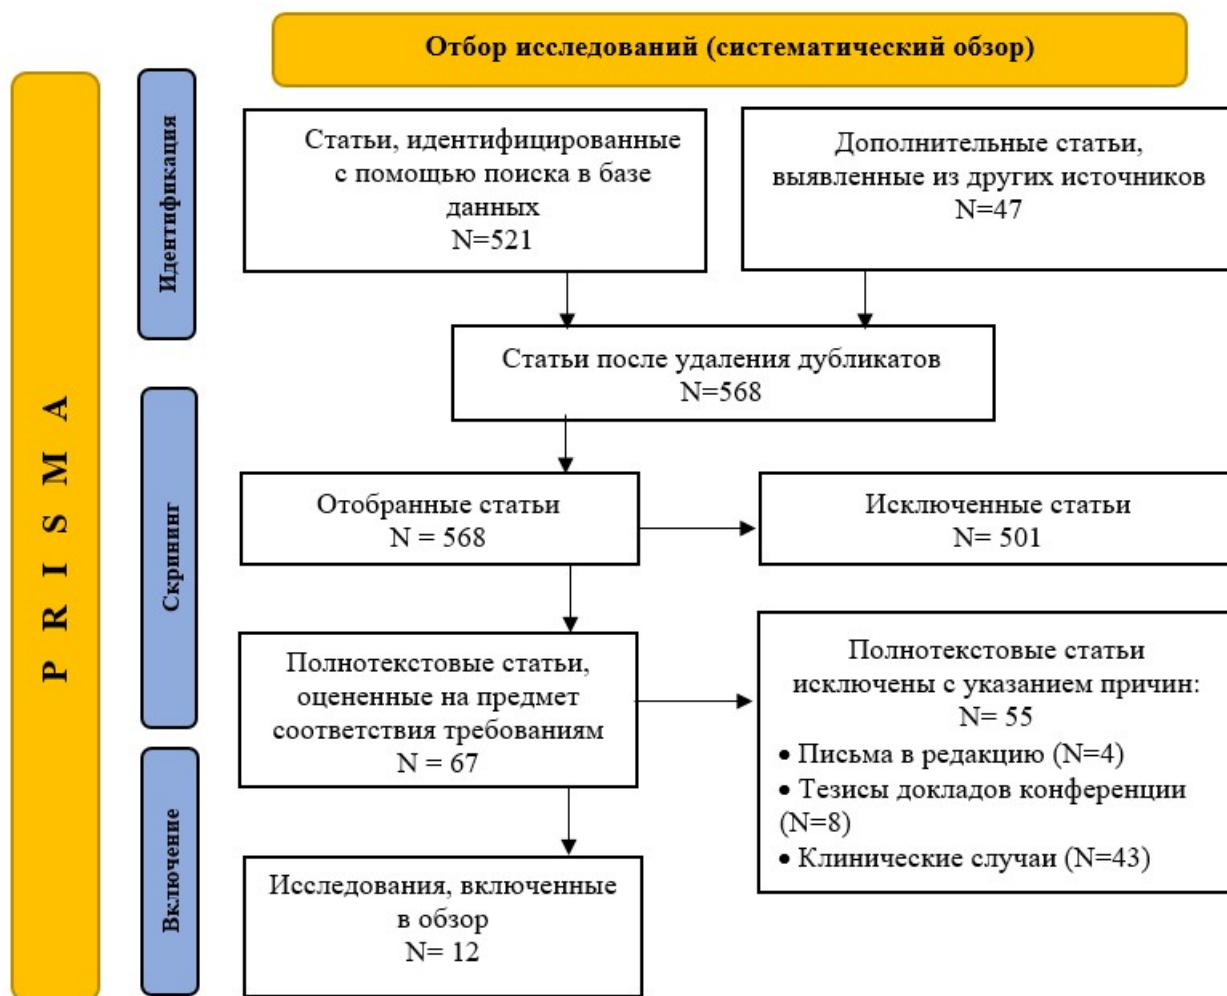 Отбор исследований (систематический обзор)
PRISMA
Идентификация
Статьи, идентифицированные
с помощью поиска в базе
данных
N=521
Дополнительные статьи,
выявленные из других источников
N=47
Статьи после удаления дубликатов
N=568
Скрининг
Отобранные статьи
N = 568
Исключенные статьи
N= 501
Полнотекстовые статьи,
оцененные на предмет
соответствия требованиям
N = 67
Полнотекстовые статьи
исключены с указанием причин:
N= 55
• Письма в редакцию (N=4)
• Тезисы докладов конференции
(N=8)
• Клинические случаи (N=43)
Включение
Исследования, включенные
в обзор
N= 12